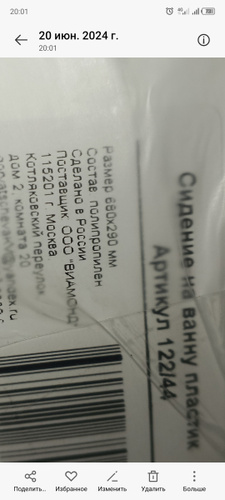 20:01
20 июн. 2024 г.
20:01
Сидение на ванну пластик
Артикул 122/44
Размер 680х290 мм
Состав полипропилен
Сделано в России
Поставщик ООО "ВИАМОНД"
115201 г. Москва
Котляковский переулок
дом 2, комната 20
Поделить...
Избранное
Изменить
Удалить
Больше